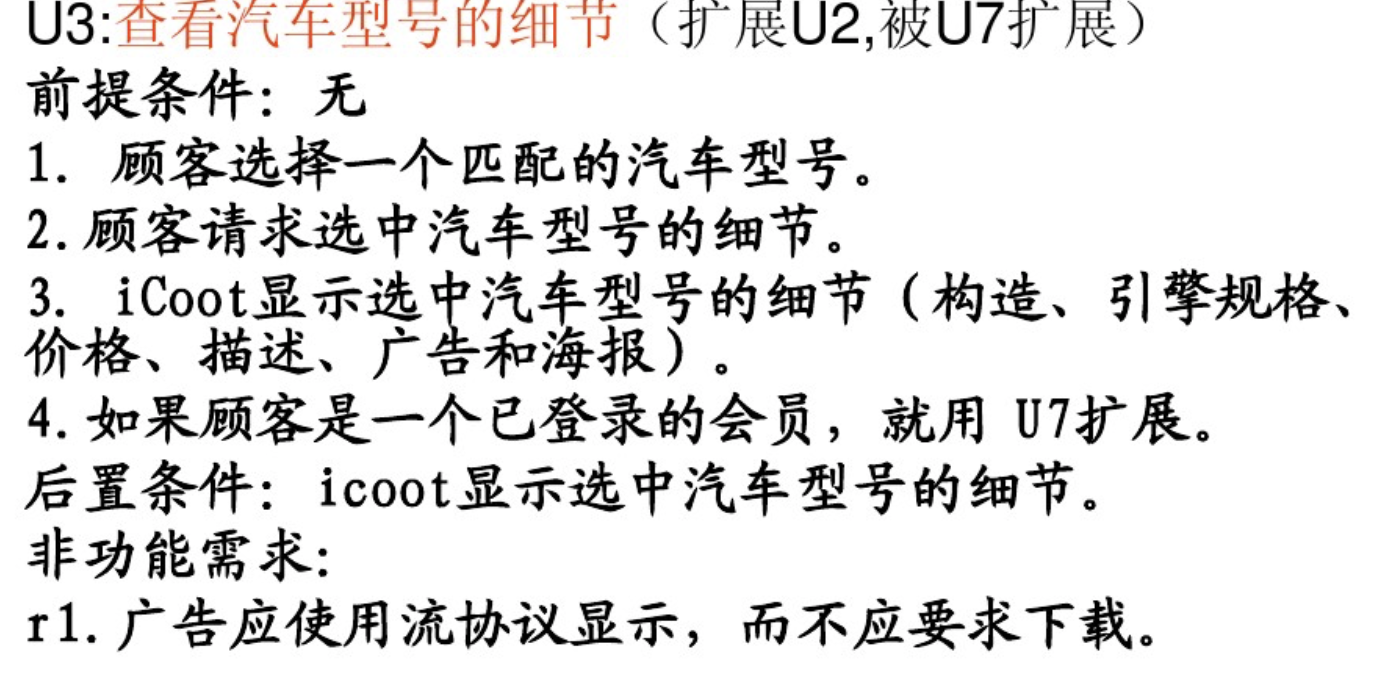 U3:查看汽车型号的细节（扩展U2,被U7扩展）
前提条件：无
1. 顾客选择一个匹配的汽车型号。
2.顾客请求选中汽车型号的细节。
3. iCoot显示选中汽车型号的细节（构造、引擎规格、
价格、描述、广告和海报）。
4.如果顾客是一个已登录的会员，就用 U7扩展。
后置条件：icoot显示选中汽车型号的细节。
非功能需求：
r1.广告应使用流协议显示，而不应要求下载。